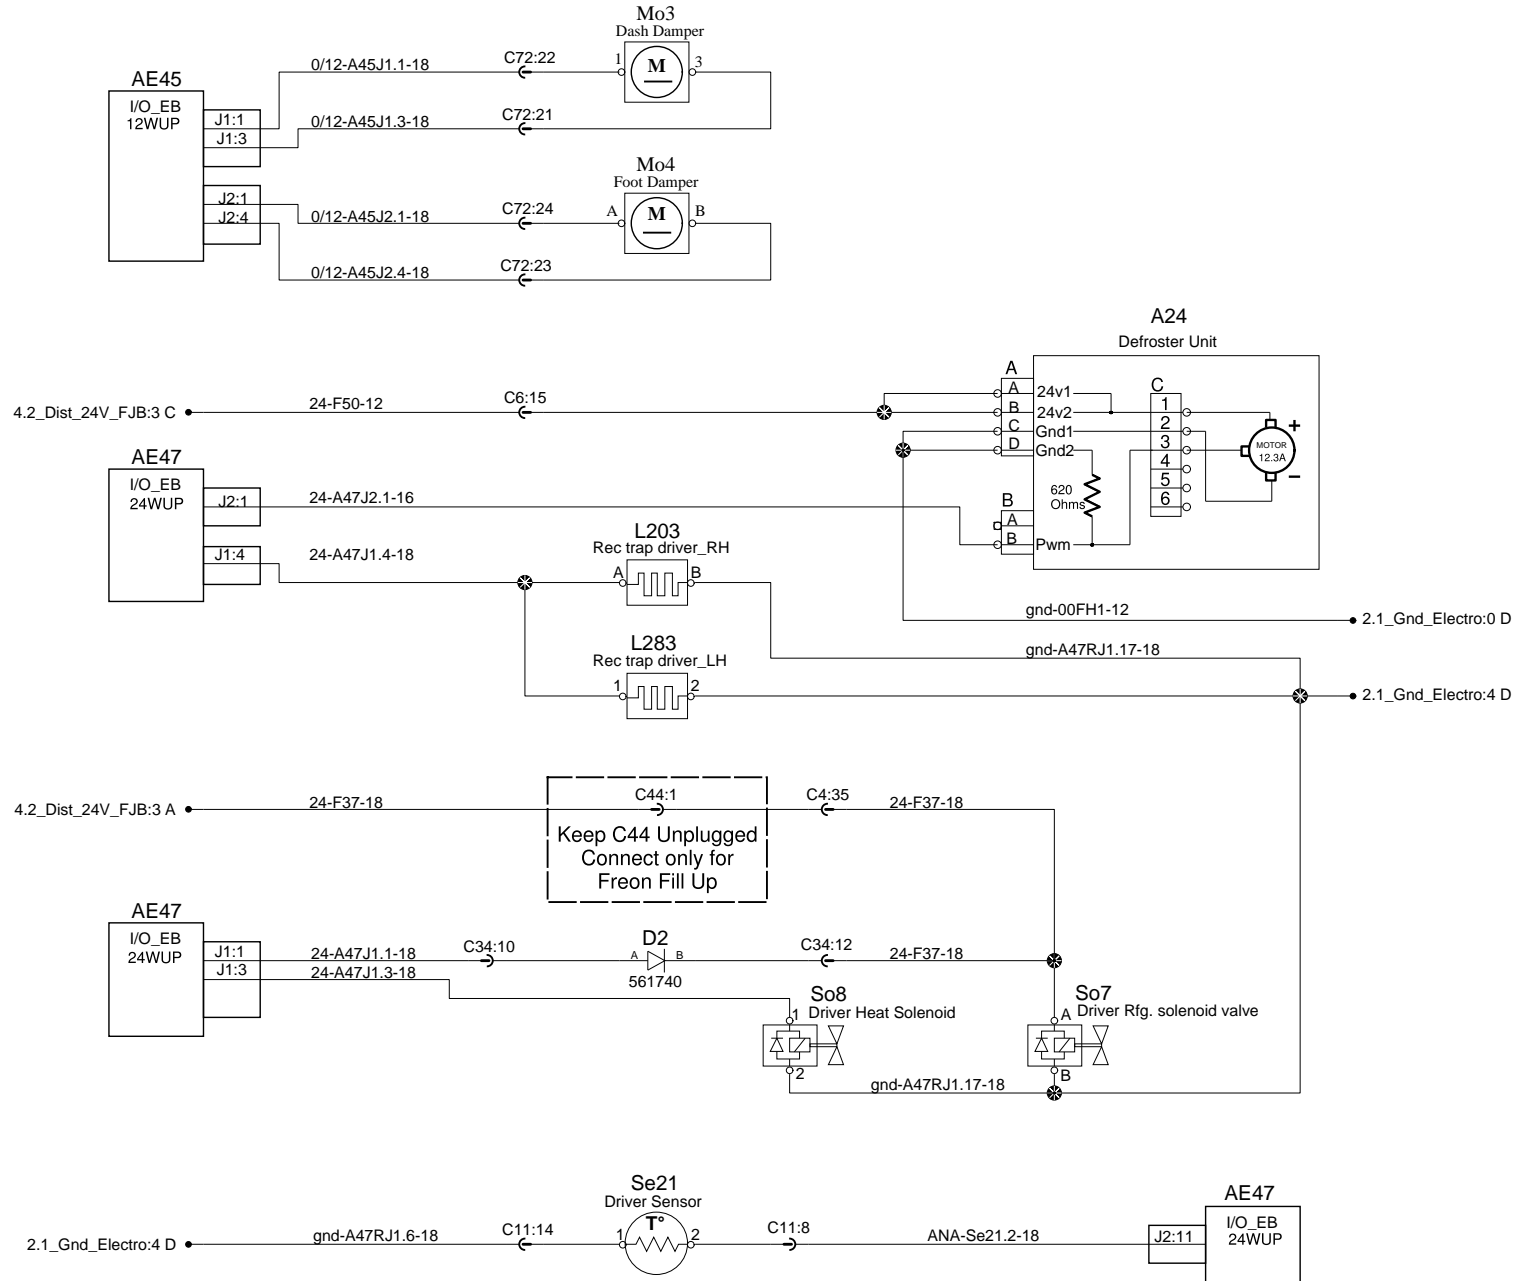 Mo3
Dash Damper
0/12-A45J1.1-18
C72:22
1
M
3
AE45
I/O_EB
12WUP
J1:1
J1:3
0/12-A45J1.3-18
C72:21
Mo4
Foot Damper
J2:1
J2:4
0/12-A45J2.1-18
C72:24
A
M
B
0/12-A45J2.4-18
C72:23
A24
Defroster Unit
4.2_Dist_24V_FJB:3 C
24-F50-12
C6:15
A
A
24v1
B
24v2
C
Gnd1
D
Gnd2
620
Ohms
B
A
B
Pwm
C
1
2
3
4
5
6
MOTOR
12.3A
+
−
AE47
I/O_EB
24WUP
J2:1
24-A47J2.1-16
J1:4
24-A47J1.4-18
L203
Rec trap driver_RH
A
B
gnd-00FH1-12
2.1_Gnd_Electro:0 D
L283
Rec trap driver_LH
1
2
gnd-A47RJ1.17-18
2.1_Gnd_Electro:4 D
4.2_Dist_24V_FJB:3 A
24-F37-18
C44:1
C4:35
24-F37-18
Keep C44 Unplugged
Connect only for
Freon Fill Up
AE47
I/O_EB
24WUP
J1:1
J1:3
24-A47J1.1-18
24-A47J1.3-18
C34:10
D2
A
B
561740
C34:12
24-F37-18
So8
Driver Heat Solenoid
1
2
So7
Driver Rfg. solenoid valve
A
B
gnd-A47RJ1.17-18
Se21
Driver Sensor
2.1_Gnd_Electro:4 D
gnd-A47RJ1.6-18
C11:14
1
T°
2
C11:8
ANA-Se21.2-18
J2:11
AE47
I/O_EB
24WUP